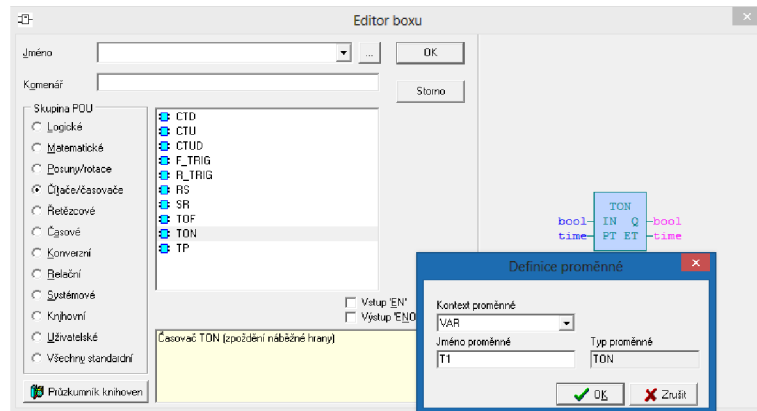 Editor boxu
Jméno
...
OK
Komenář
Storno
Skupina POU
Logické
Matematické
Posuny/rotace
Čítače/časovače
Řetězcové
Časové
Konverzní
Relační
Systémové
Knihovní
Uživatelské
Všechny standardní
CTD
CTU
CTUD
F_TRIG
R_TRIG
RS
SR
TOF
TON
TP
Vstup 'EN'
Výstup 'ENO
Časovač TON (zpoždění náběžné hrany)
Průzkumník knihoven
TON
bool IN Q bool
time PT ET time
Definice proměnné
Kontext proměnné
VAR
Jméno proměnné
Typ proměnné
T1
TON
OK
Zrušit